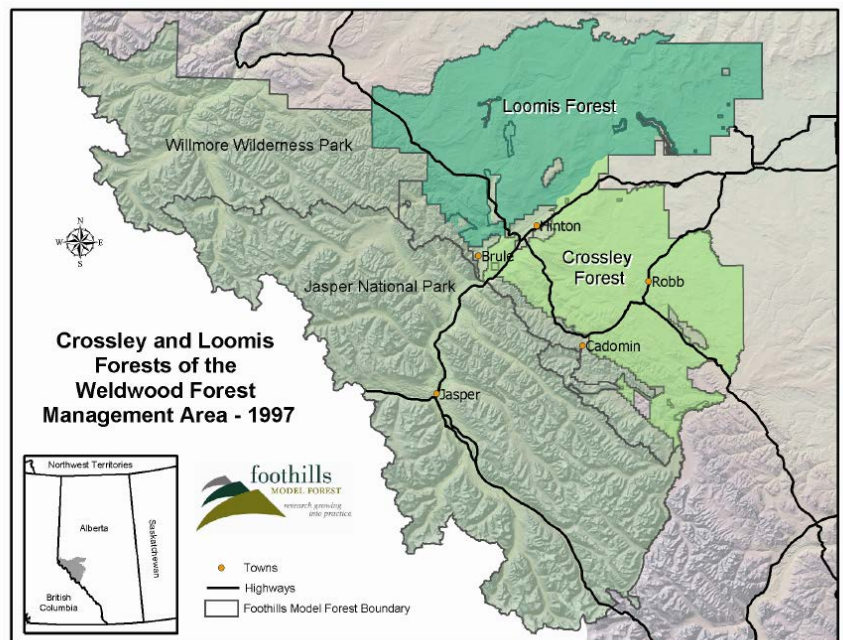 Loomis Forest
Willmore Wilderness Park
Hinton
Brule
Crossley
Forest
Robb
Jasper National Park
Cadomin
Jasper
N
W
E
S
Crossley and Loomis
Forests of the
Weldwood Forest
Management Area - 1997
Northwest Territories
Alberta
Saskatchewan
British
Columbia
foothills
MODEL FOREST
research growing
into practice
Towns
Highways
Foothills Model Forest Boundary